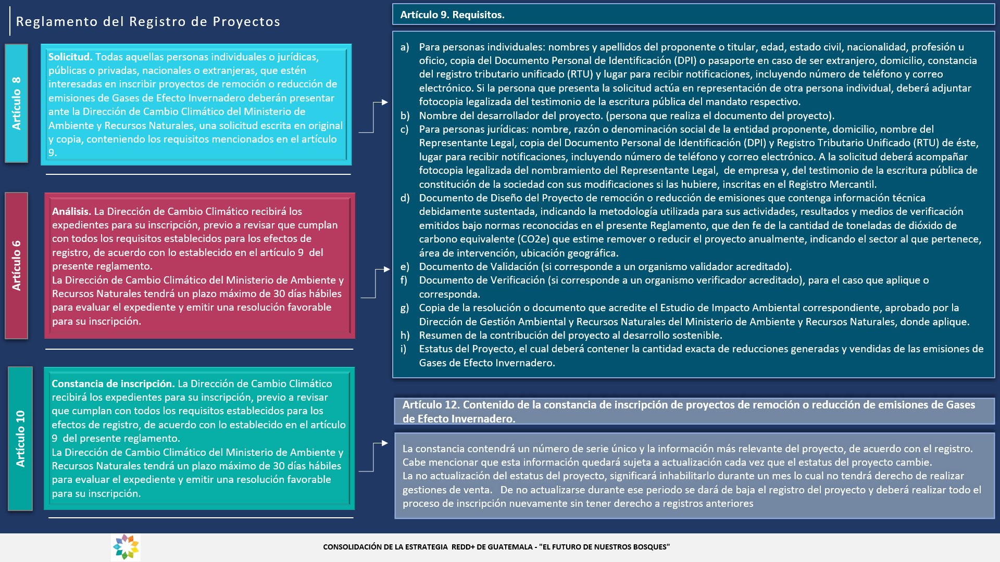 Reglamento del Registro de Proyectos
Artículo 8
Solicitud. Todas aquellas personas individuales o jurídicas,
públicas o privadas, nacionales o extranjeras, que estén
interesadas en inscribir proyectos de remoción o reducción de
emisiones de Gases de Efecto Invernadero deberán presentar
ante la Dirección de Cambio Climático del Ministerio de
Ambiente y Recursos Naturales, una solicitud escrita en original
y copia, conteniendo los requisitos mencionados en el artículo
9.
Artículo 6
Análisis. La Dirección de Cambio Climático recibirá los
expedientes para su inscripción, previo a revisar que cumplan
con todos los requisitos establecidos para los efectos de
registro, de acuerdo con lo establecido en el artículo 9  del
presente reglamento.
La Dirección de Cambio Climático del Ministerio de Ambiente y
Recursos Naturales tendrá un plazo máximo de 30 días hábiles
para evaluar el expediente y emitir una resolución favorable
para su inscripción.
Artículo 10
Constancia de inscripción. La Dirección de Cambio Climático
recibirá los expedientes para su inscripción, previo a revisar
que cumplan con todos los requisitos establecidos para los
efectos de registro, de acuerdo con lo establecido en el artículo
9  del presente reglamento.
La Dirección de Cambio Climático del Ministerio de Ambiente y
Recursos Naturales tendrá un plazo máximo de 30 días hábiles
para evaluar el expediente y emitir una resolución favorable
para su inscripción.
Artículo 9. Requisitos.
a) Para personas individuales: nombres y apellidos del proponente o titular, edad, estado civil, nacionalidad, profesión u
oficio, copia del Documento Personal de Identificación (DPI) o pasaporte en caso de ser extranjero, domicilio, constancia
del registro tributario unificado (RTU) y lugar para recibir notificaciones, incluyendo número de teléfono y correo
electrónico. Si la persona que presenta la solicitud actúa en representación de otra persona individual, deberá adjuntar
fotocopia legalizada del testimonio de la escritura pública del mandato respectivo.
b) Nombre del desarrollador del proyecto. (persona que realiza el documento del proyecto).
c) Para personas jurídicas: nombre, razón o denominación social de la entidad proponente, domicilio, nombre del
Representante Legal, copia del Documento Personal de Identificación (DPI) y Registro Tributario Unificado (RTU) de éste,
lugar para recibir notificaciones, incluyendo número de teléfono y correo electrónico. A la solicitud deberá acompañar
fotocopia legalizada del nombramiento del Representante Legal,  de empresa y, del testimonio de la escritura pública de
constitución de la sociedad con sus modificaciones si las hubiere, inscritas en el Registro Mercantil.
d) Documento de Diseño del Proyecto de remoción o reducción de emisiones que contenga información técnica
debidamente sustentada, indicando la metodología utilizada para sus actividades, resultados y medios de verificación
emitidos bajo normas reconocidas en el presente Reglamento, que den fe de la cantidad de toneladas de dióxido de
carbono equivalente (CO2e) que estime remover o reducir el proyecto anualmente, indicando el sector al que pertenece,
área de intervención, ubicación geográfica.
e) Documento de Validación (si corresponde a un organismo validador acreditado).
f) Documento de Verificación (si corresponde a un organismo verificador acreditado), para el caso que aplique o
corresponda.
g) Copia de la resolución o documento que acredite el Estudio de Impacto Ambiental correspondiente, aprobado por la
Dirección de Gestión Ambiental y Recursos Naturales del Ministerio de Ambiente y Recursos Naturales, donde aplique.
h) Resumen de la contribución del proyecto al desarrollo sostenible.
i) Estatus del Proyecto, el cual deberá contener la cantidad exacta de reducciones generadas y vendidas de las emisiones de
Gases de Efecto Invernadero.
Artículo 12. Contenido de la constancia de inscripción de proyectos de remoción o reducción de emisiones de Gases
de Efecto Invernadero.
La constancia contendrá un número de serie único y la información más relevante del proyecto, de acuerdo con el registro.
Cabe mencionar que esta información quedará sujeta a actualización cada vez que el estatus del proyecto cambie.
La no actualización del estatus del proyecto, significará inhabilitarlo durante un mes lo cual no tendrá derecho de realizar
gestiones de venta.   De no actualizarse durante ese periodo se dará de baja el registro del proyecto y deberá realizar todo el
proceso de inscripción nuevamente sin tener derecho a registros anteriores
CONSOLIDACIÓN DE LA ESTRATEGIA  REDD+ DE GUATEMALA - "EL FUTURO DE NUESTROS BOSQUES"